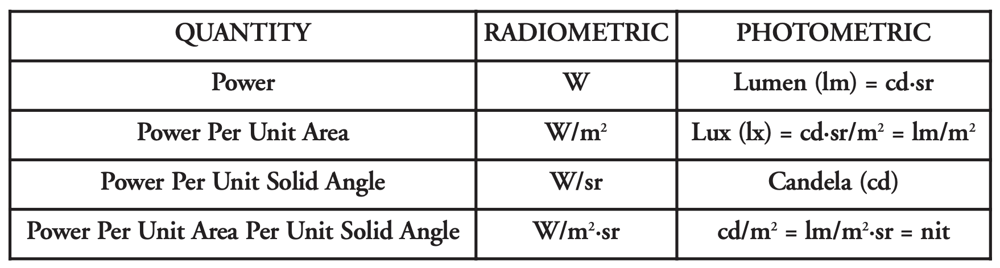 QUANTITY RADIOMETRIC PHOTOMETRIC
Power W Lumen (lm) = cd·sr
Power Per Unit Area W/m² Lux (lx) = cd·sr/m² = lm/m²
Power Per Unit Solid Angle W/sr Candela (cd)
Power Per Unit Area Per Unit Solid Angle W/m²·sr cd/m² = lm/m²·sr = nit